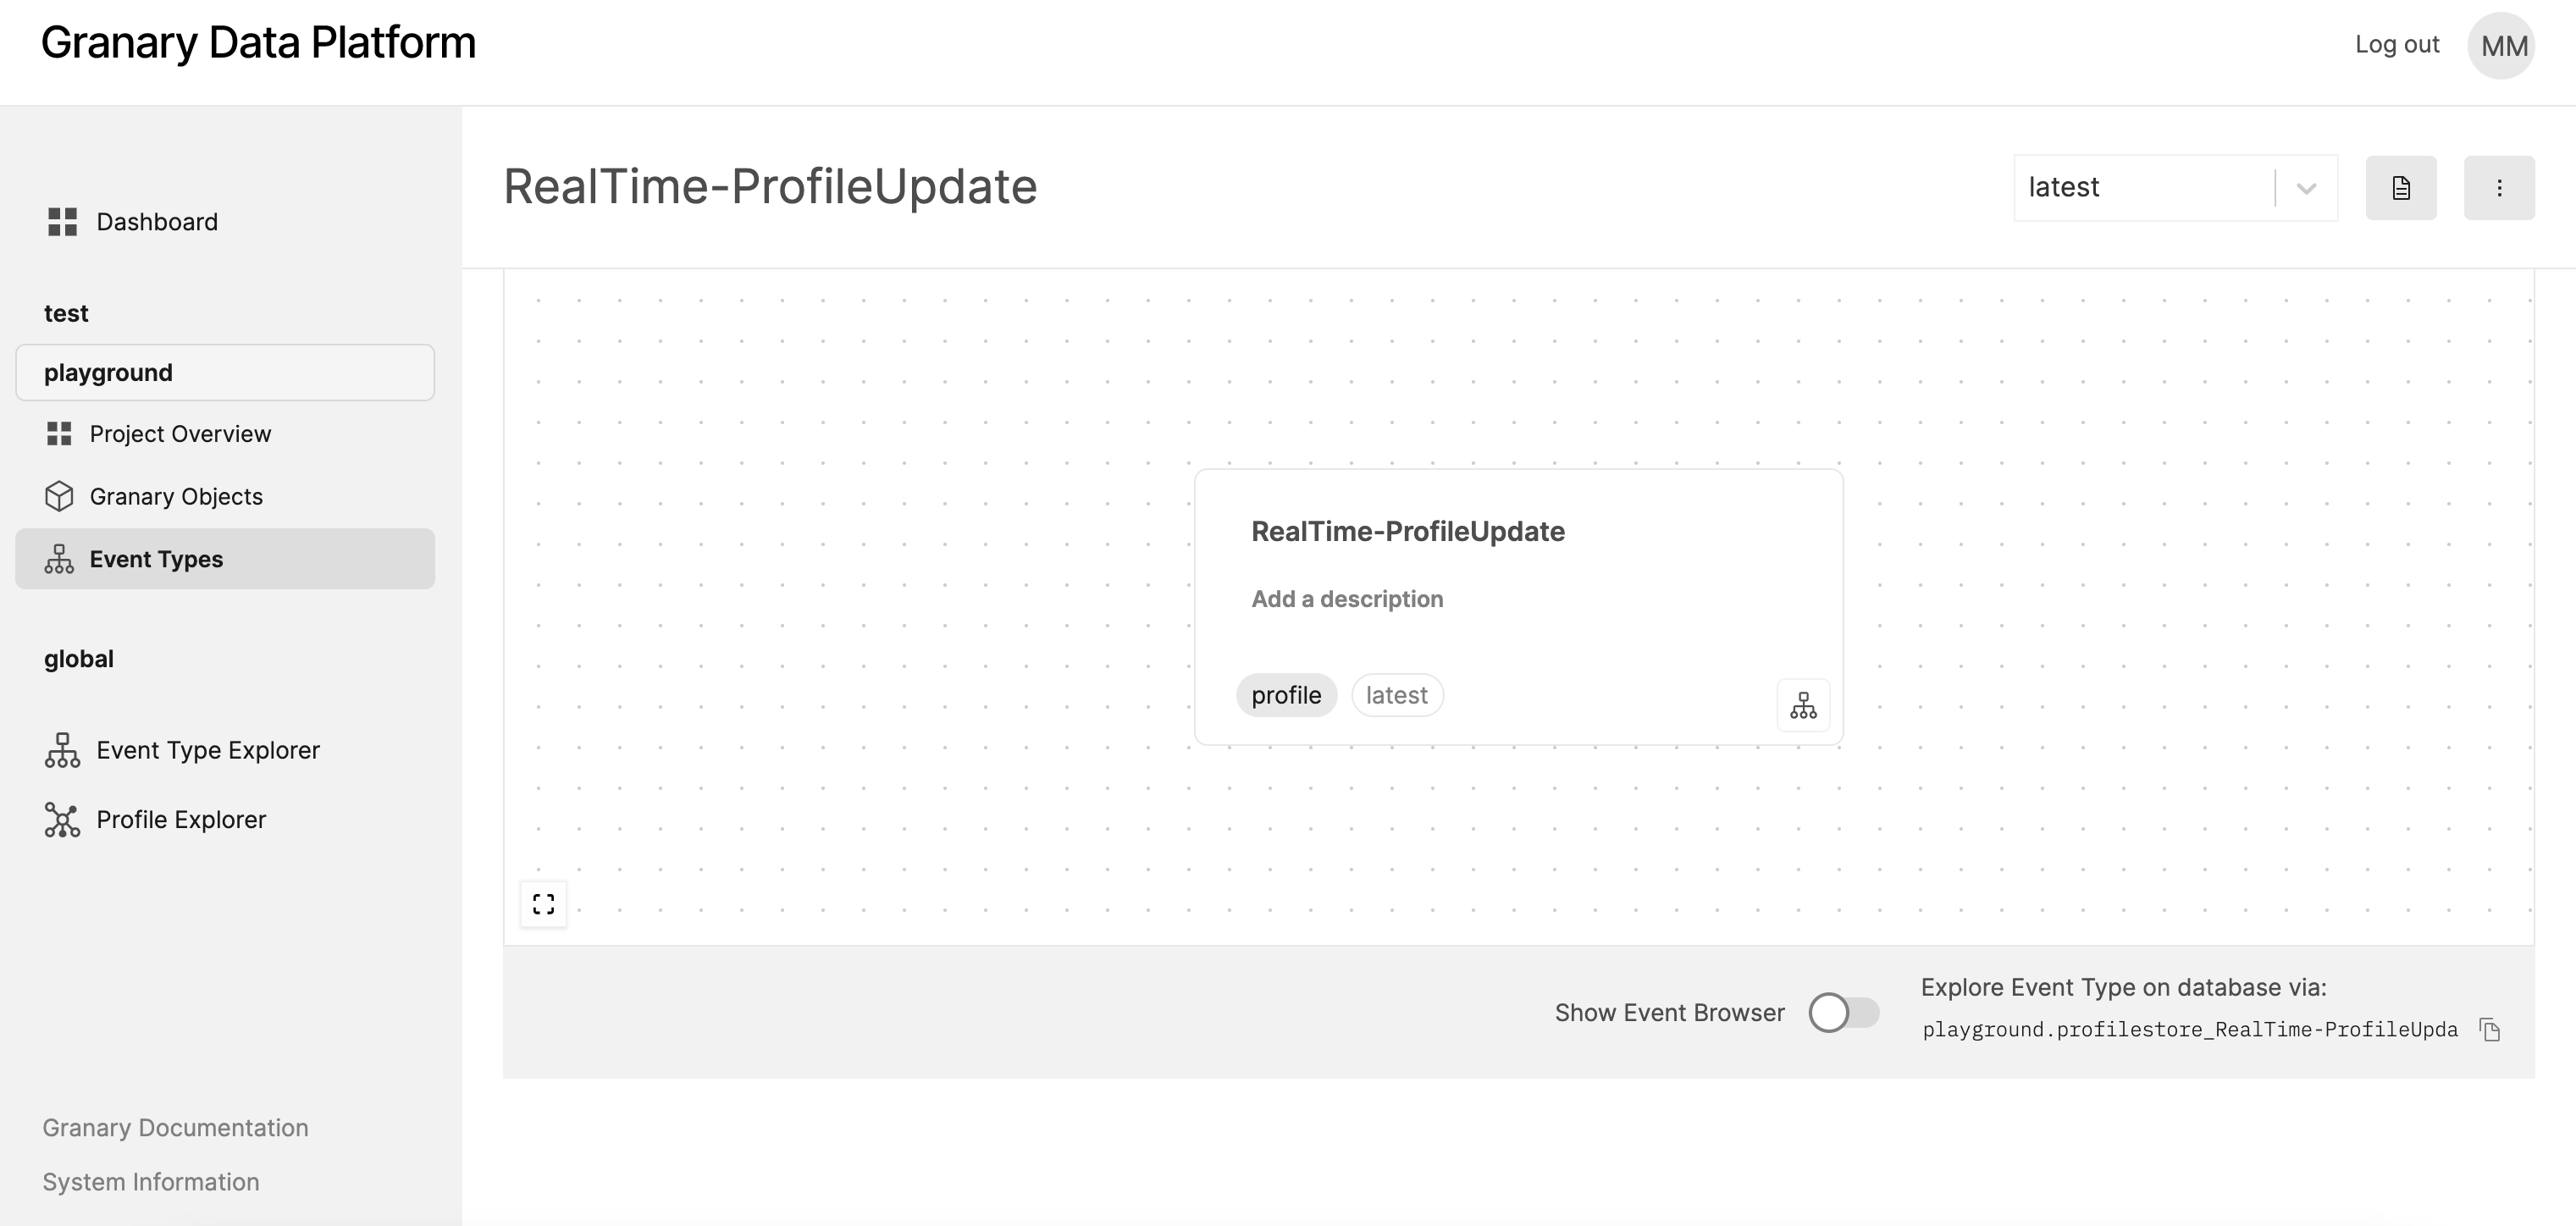 Granary Data Platform
Log out
MM
Dashboard
test
playground
Project Overview
Granary Objects
Event Types
global
Event Type Explorer
Profile Explorer
Granary Documentation
System Information
RealTime-ProfileUpdate
latest
RealTime-ProfileUpdate
Add a description
profile
latest
Show Event Browser
Explore Event Type on database via:
playground.profilestore_RealTime-ProfileUpda